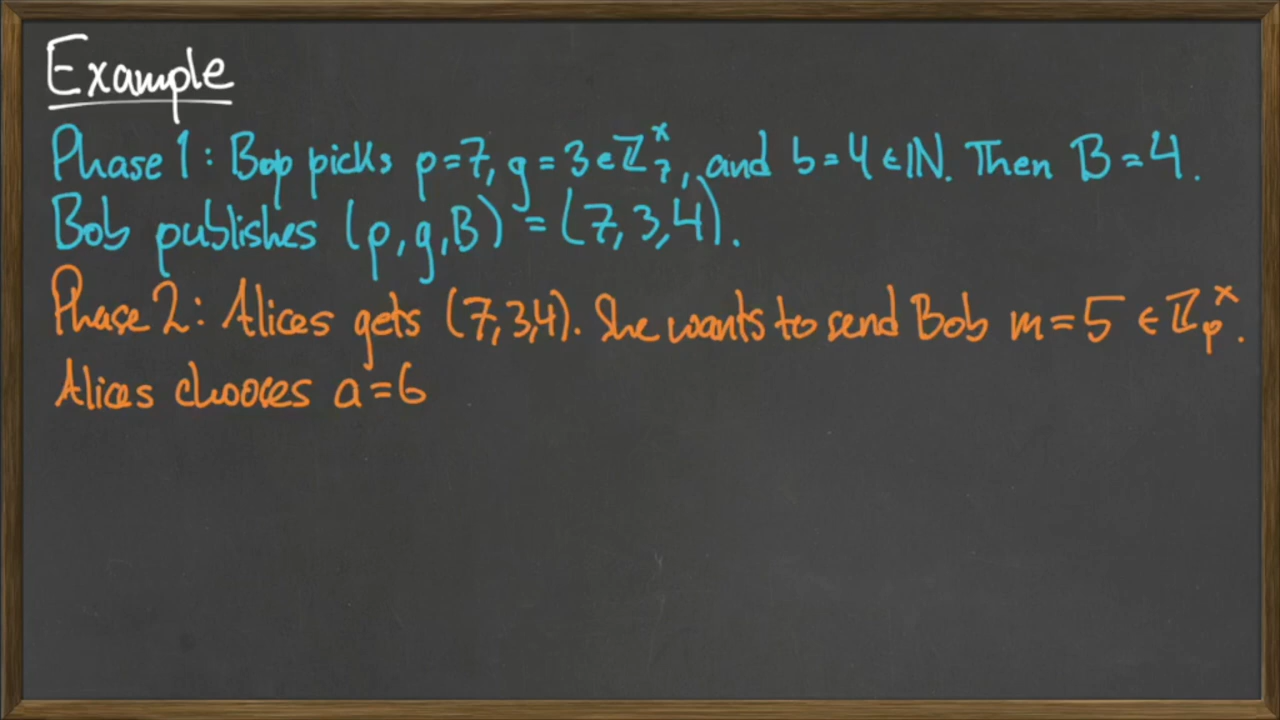 Example
Phase 1: Bop picks p=7, g=3∈ℤ₇ˣ, and b=4∈ℕ. Then B=4.
Bob publishes (p,g,B) = (7,3,4).
Phase 2: Alices gets (7,3,4). She wants to send Bob m=5 ∈ ℤₚˣ.
Alices chooses a=6